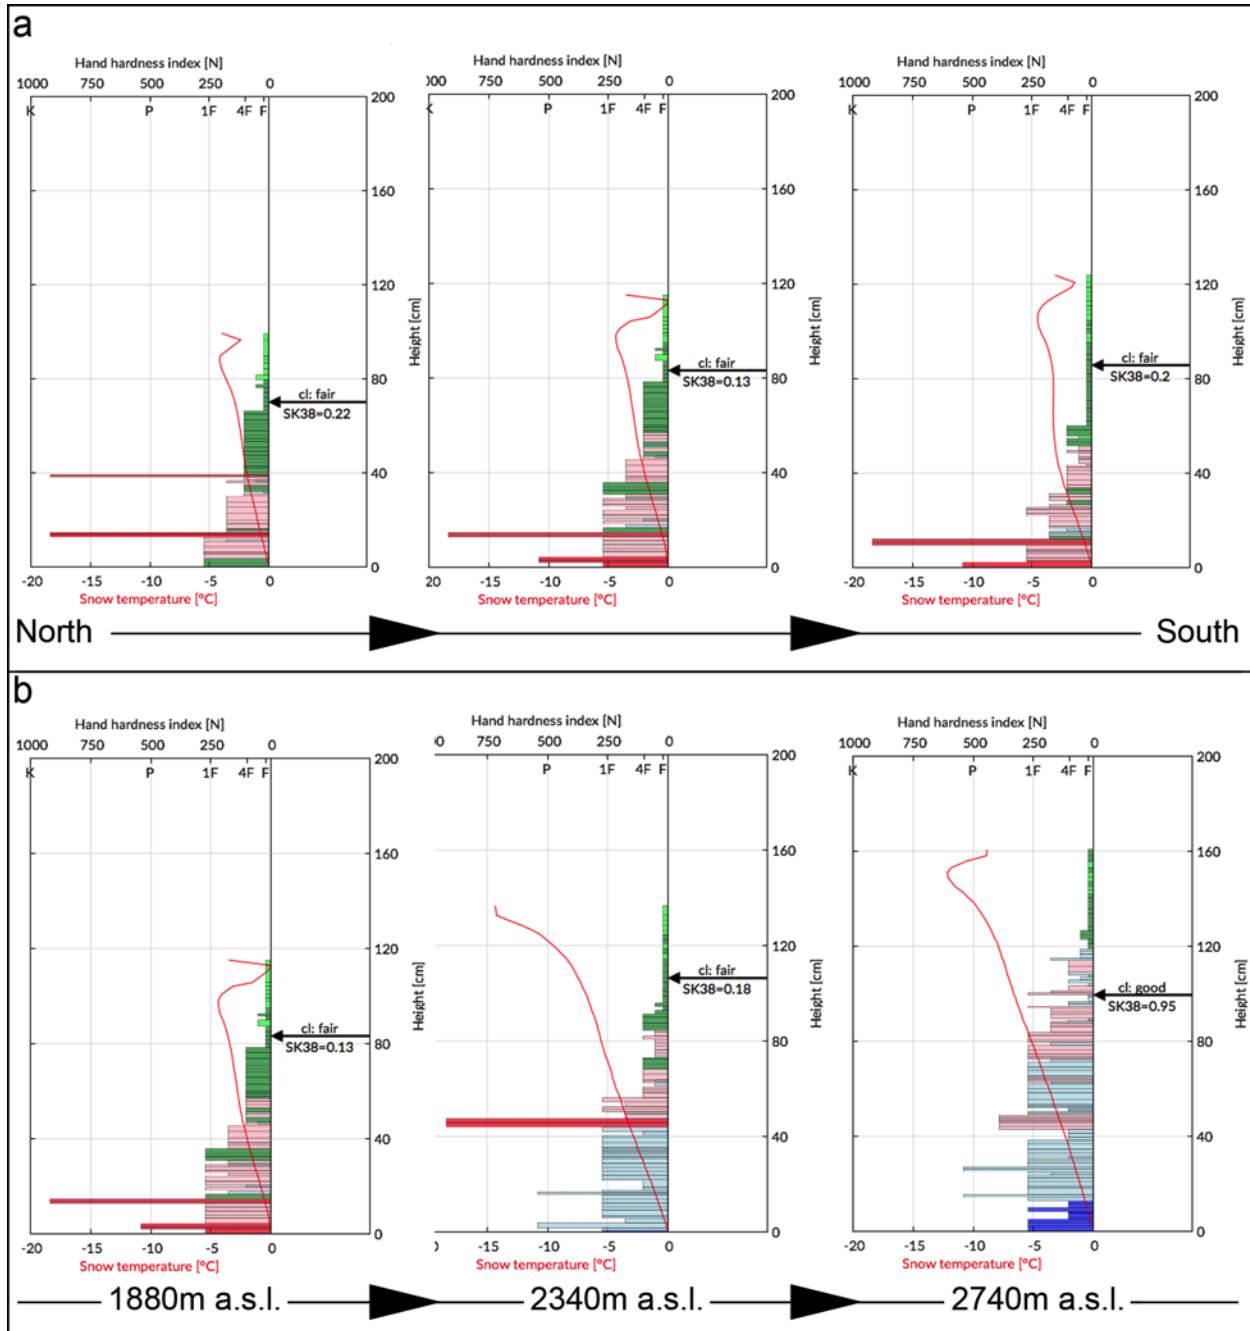 a
Hand hardness index [N]
Hand hardness index [N]
Hand hardness index [N]
1000 750 500 250 0
000 750 500 250 0
1000 750 500 250 0
K P 1F 4F F 200
K P 1F 4F F 200
K P 1F 4F F 200
160
160
160
120
120
120
Height [cm]
Height [cm]
Height [cm]
80
80
80
40
40
40
0
0
0
cl: fair
SK38=0.22
cl: fair
SK38=0.13
cl: fair
SK38=0.2
-20 -15 -10 -5 0
20 -15 -10 -5 0
-20 -15 -10 -5 0
Snow temperature [°C]
Snow temperature [°C]
Snow temperature [°C]
North South
b
Hand hardness index [N]
Hand hardness index [N]
Hand hardness index [N]
1000 750 500 250 0
00 750 500 250 0
1000 750 500 250 0
K P 1F 4F F 200
P 1F 4F F 200
K P 1F 4F F 200
160
160
160
120
120
120
Height [cm]
Height [cm]
Height [cm]
80
80
80
40
40
40
0
0
0
cl: fair
SK38=0.13
cl: fair
SK38=0.18
cl: good
SK38=0.95
-20 -15 -10 -5 0
-15 -10 -5 0
-20 -15 -10 -5 0
Snow temperature [°C]
Snow temperature [°C]
Snow temperature [°C]
1880m a.s.l. 2340m a.s.l. 2740m a.s.l.